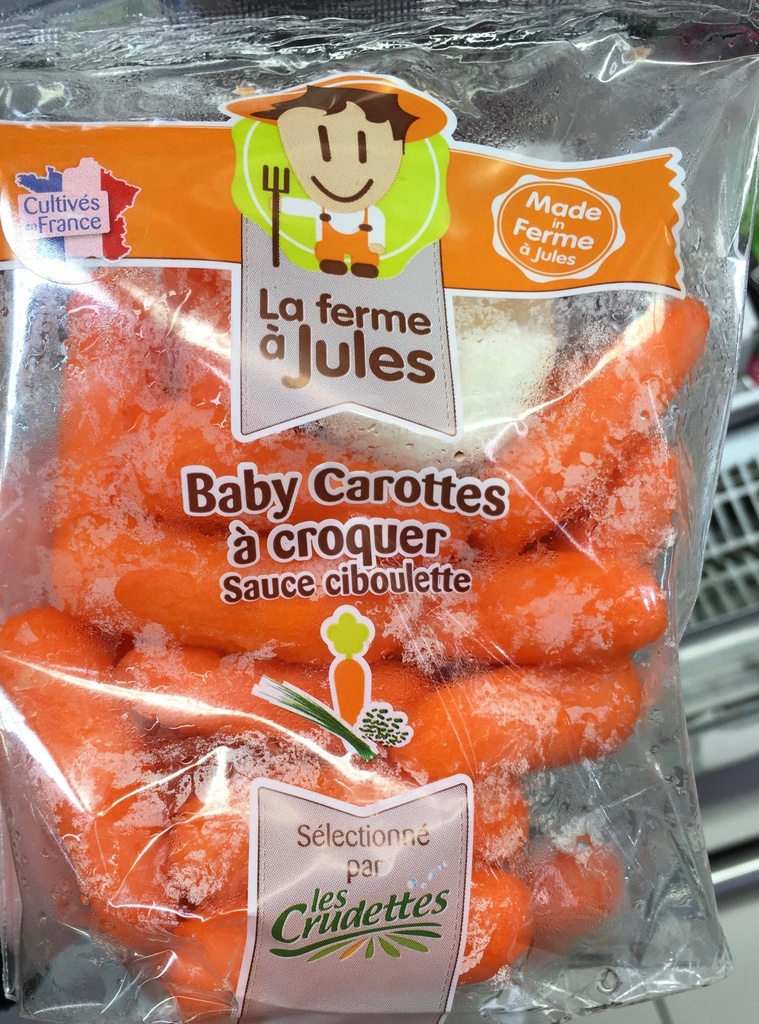 Cultivés
en France
Made
in
Ferme
à Jules
La ferme
à Jules
Baby Carottes
à croquer
Sauce ciboulette
Sélectionné
par
les
Crudettes